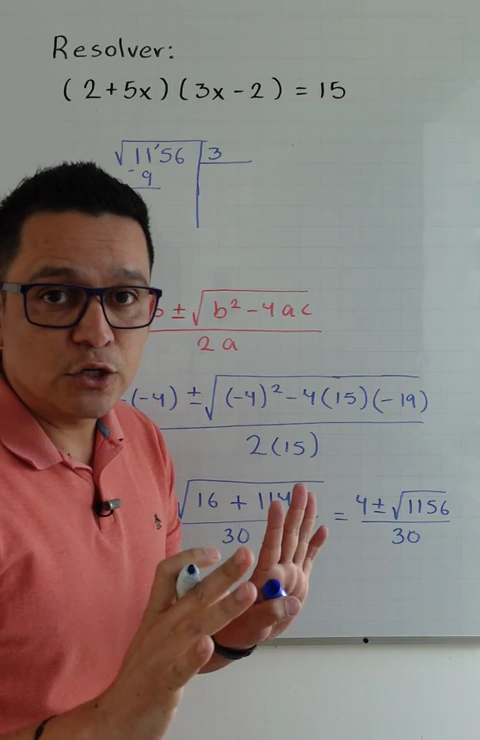 Resolver:
(2+5x)(3x-2) = 15
√11'56 3
- 9
b ± √b² - 4ac
2a
-(-4) ± √(-4)² - 4(15)(-19)
2(15)
√16 + 114 = 4 ± √1156
30 30